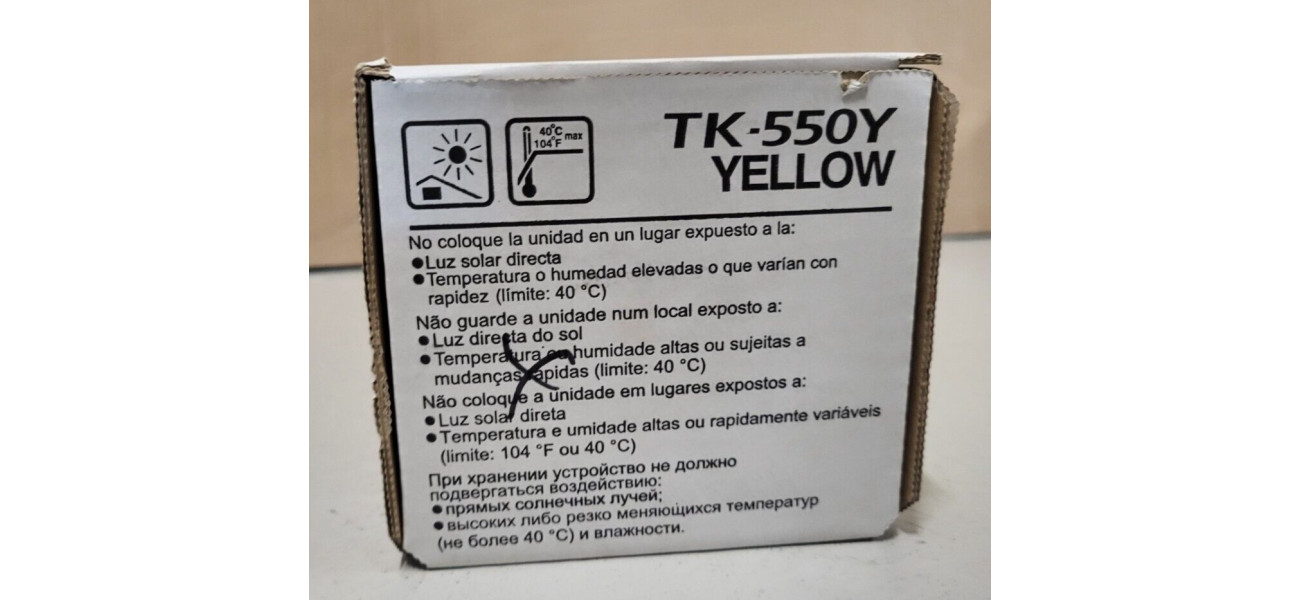 40°C
104°F max
TK-550Y
YELLOW
No coloque la unidad en un lugar expuesto a la:
●Luz solar directa
●Temperatura o humedad elevadas o que varían con
rapidez (límite: 40 °C)
Não guarde a unidade num local exposto a:
●Luz directa do sol
●Temperatura ou humidade altas ou sujeitas a
mudanças rápidas (limite: 40 °C)
Não coloque a unidade em lugares expostos a:
●Luz solar direta
●Temperatura e umidade altas ou rapidamente variáveis
(limite: 104 °F ou 40 °C)
При хранении устройство не должно
подвергаться воздействию:
●прямых солнечных лучей;
●высоких либо резко меняющихся температур
(не более 40 °C) и влажности.